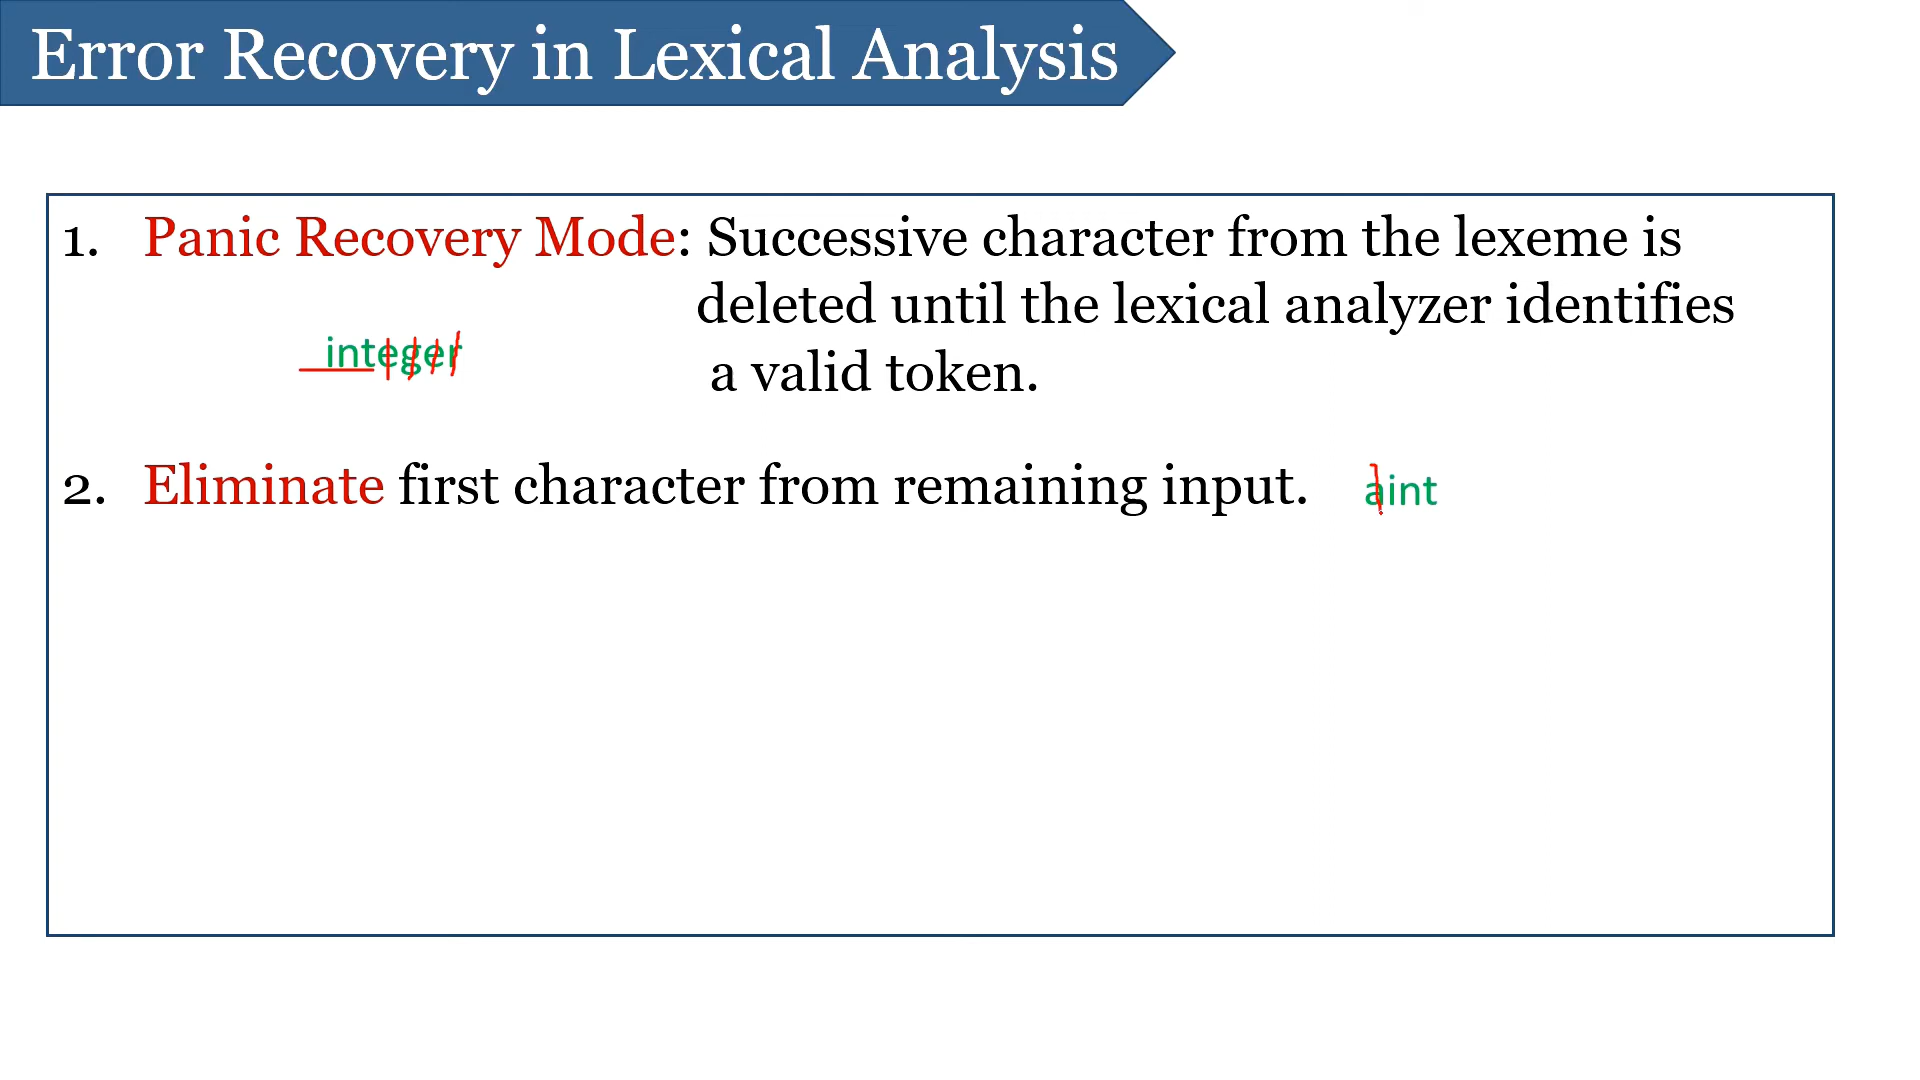 Error Recovery in Lexical Analysis
1. Panic Recovery Mode: Successive character from the lexeme is
deleted until the lexical analyzer identifies
integer
a valid token.
2. Eliminate first character from remaining input. aint